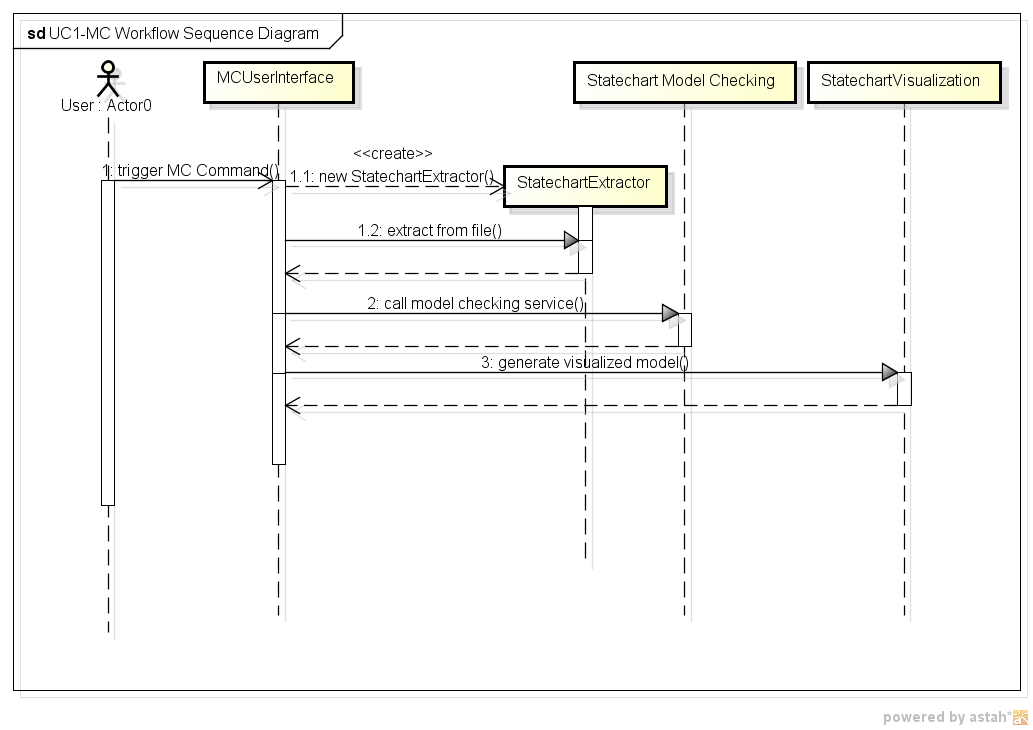 sd UC1-MC Workflow Sequence Diagram
User : Actor0
MCUserInterface
Statechart Model Checking
StatechartVisualization
<<create>>
1: trigger MC Command()
1.1: new StatechartExtractor()
StatechartExtractor
1.2: extract from file()
2: call model checking service()
3: generate visualized model()
powered by astah*